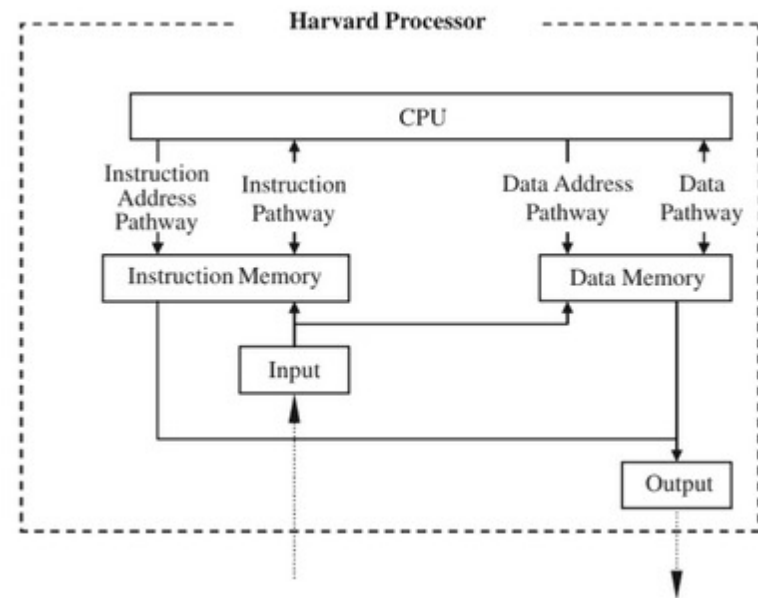 Harvard Processor
CPU
Instruction
Address
Pathway
Instruction
Pathway
Data Address
Pathway
Data
Pathway
Instruction Memory
Data Memory
Input
Output